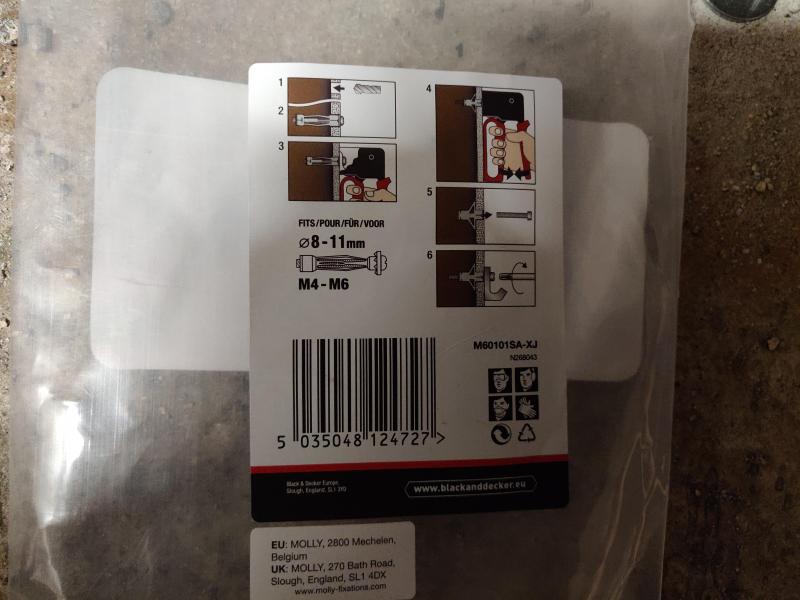 1
2
3
4
5
6
FITS/POUR/FÜR/VOOR
⌀8-11mm
M4-M6
M60101SA-XJ
N268043
5 035048 124727 >
Black & Decker Europe,
Slough, England, SL1 3YD
www.blackanddecker.eu
EU: MOLLY, 2800 Mechelen,
Belgium
UK: MOLLY, 270 Bath Road,
Slough, England, SL1 4DX
www.molly-fixations.com